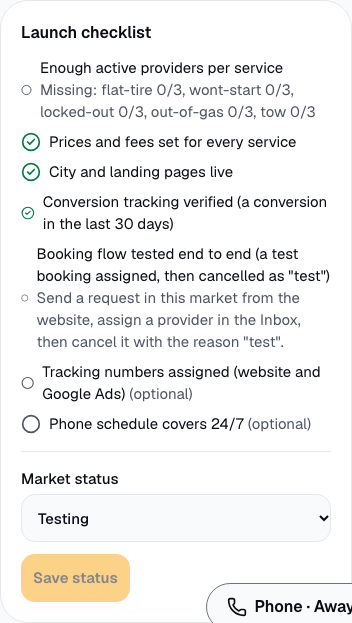 Launch checklist
Enough active providers per service
Missing: flat-tire 0/3, wont-start 0/3,
locked-out 0/3, out-of-gas 0/3, tow 0/3
Prices and fees set for every service
City and landing pages live
Conversion tracking verified (a conversion
in the last 30 days)
Booking flow tested end to end (a test
booking assigned, then cancelled as "test")
Send a request in this market from the
website, assign a provider in the Inbox,
then cancel it with the reason "test".
Tracking numbers assigned (website and
Google Ads) (optional)
Phone schedule covers 24/7 (optional)
Market status
Testing
Save status
Phone · Away